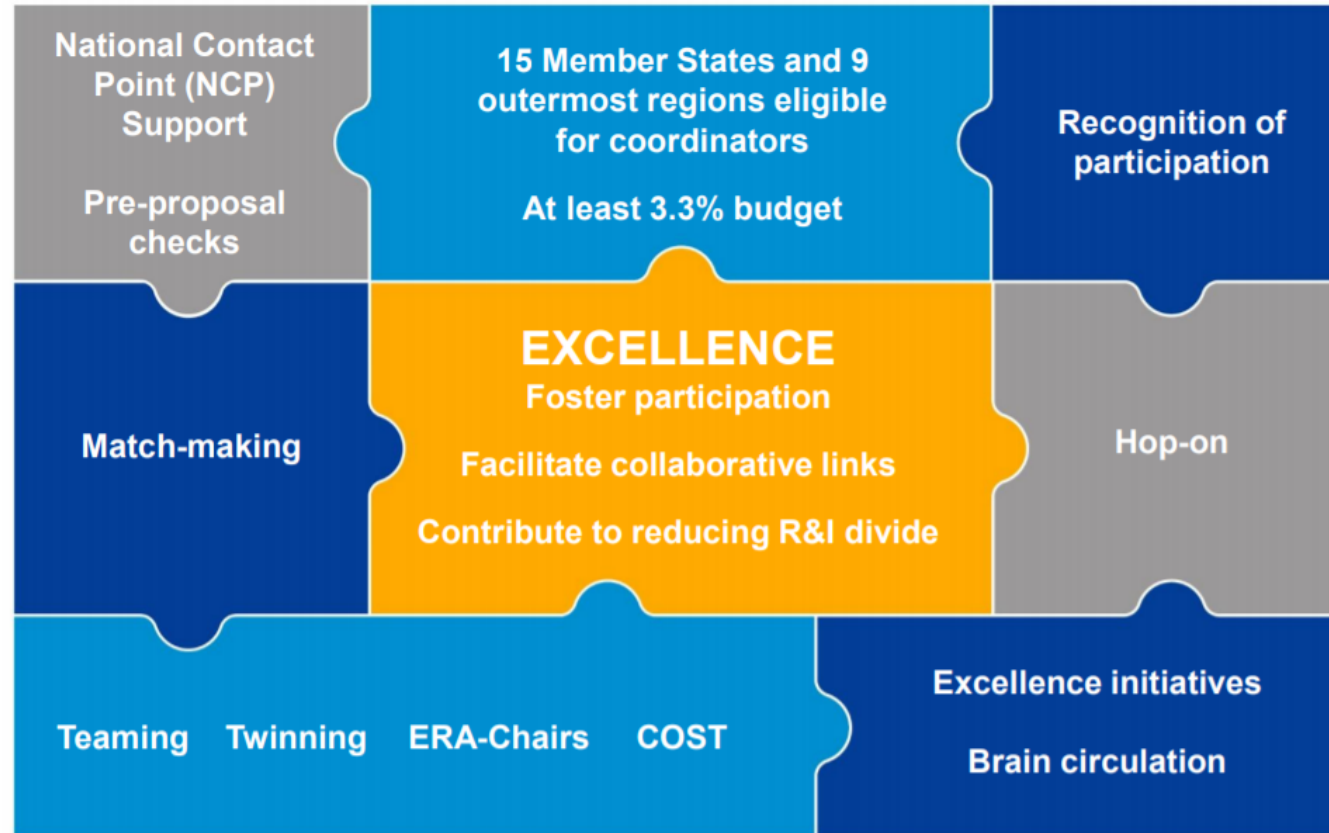 National Contact
Point (NCP)
Support
Pre-proposal
checks
15 Member States and 9
outermost regions eligible
for coordinators
At least 3.3% budget
Recognition of
participation
Match-making
EXCELLENCE
Foster participation
Facilitate collaborative links
Contribute to reducing R&I divide
Hop-on
Teaming Twinning ERA-Chairs COST
Excellence initiatives
Brain circulation